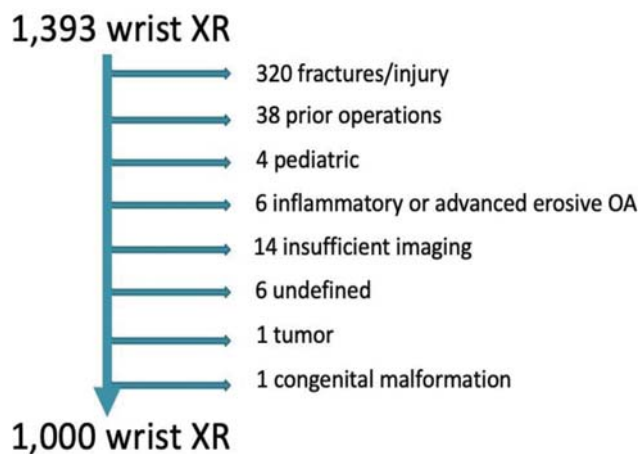 1,393 wrist XR
320 fractures/injury
38 prior operations
4 pediatric
6 inflammatory or advanced erosive OA
14 insufficient imaging
6 undefined
1 tumor
1 congenital malformation
1,000 wrist XR